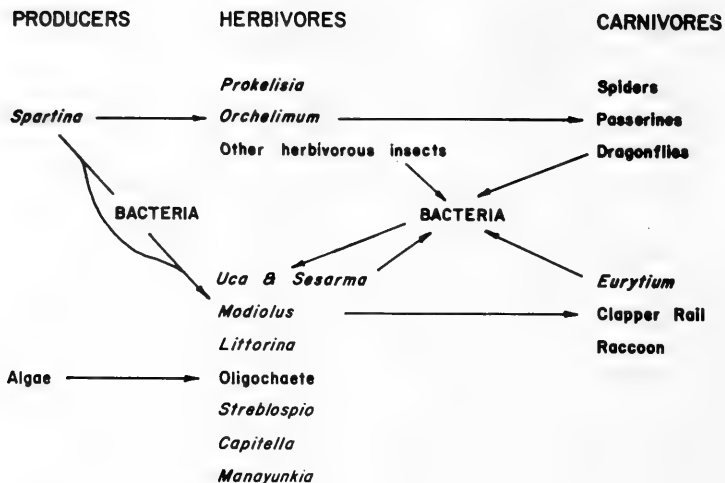 PRODUCERS HERBIVORES CARNIVORES
Prokelisia Spiders
Spartina Orchelimum Passerines
Other herbivorous insects Dragonflies
BACTERIA BACTERIA
Uca & Sesarma Eurytium
Modiolus Clapper Rail
Littorina Raccoon
Algae Oligochaete
Streblospio
Capitella
Manayunkia